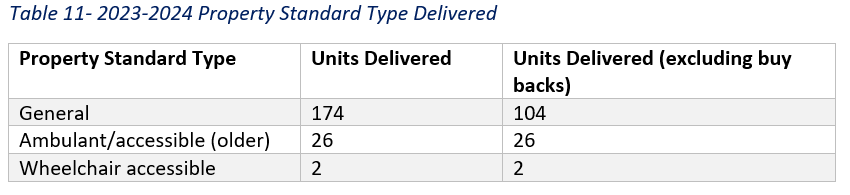 Table 11- 2023-2024 Property Standard Type Delivered
Property Standard Type Units Delivered Units Delivered (excluding buy
backs)
General 174 104
Ambulant/accessible (older) 26 26
Wheelchair accessible 2 2